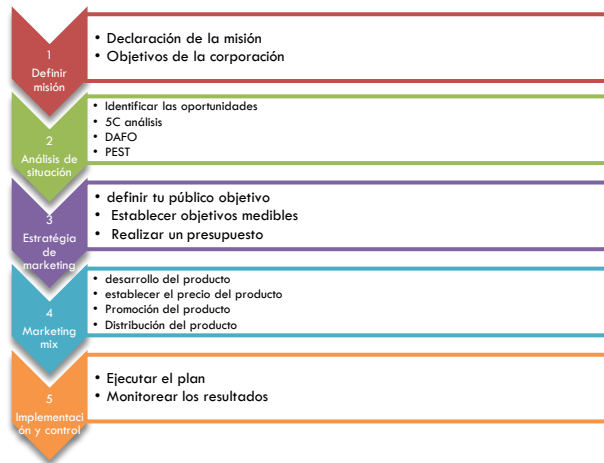 1
Definir
misión
• Declaración de la misión
• Objetivos de la corporación
2
Análisis de
situación
• Identificar las oportunidades
• 5C análisis
• DAFO
• PEST
3
Estratégia
de
marketing
• definir tu público objetivo
• Establecer objetivos medibles
• Realizar un presupuesto
4
Marketing
mix
• desarrollo del producto
• establecer el precio del producto
• Promoción del producto
• Distribución del producto
5
Implementaci
ón y control
• Ejecutar el plan
• Monitorear los resultados